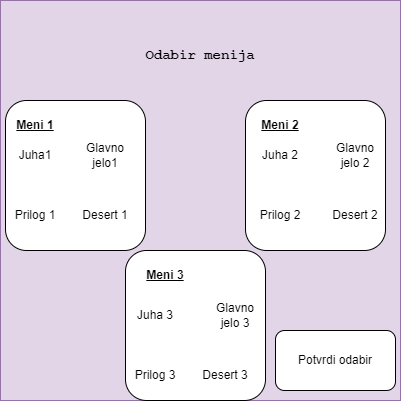 Odabir menija
Meni 1
Juha1
Glavno
jelo1
Prilog 1
Desert 1
Meni 2
Juha 2
Glavno
jelo 2
Prilog 2
Desert 2
Meni 3
Juha 3
Glavno
jelo 3
Prilog 3
Desert 3
Potvrdi odabir